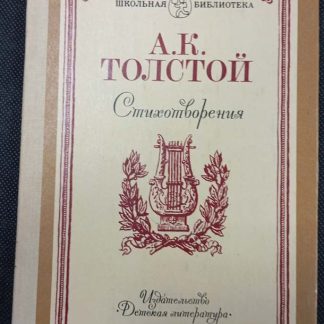 ШКОЛЬНАЯ БИБЛИОТЕКА
А.К.
ТОЛСТОЙ
Стихотворения
Издательство
·Детская литература·